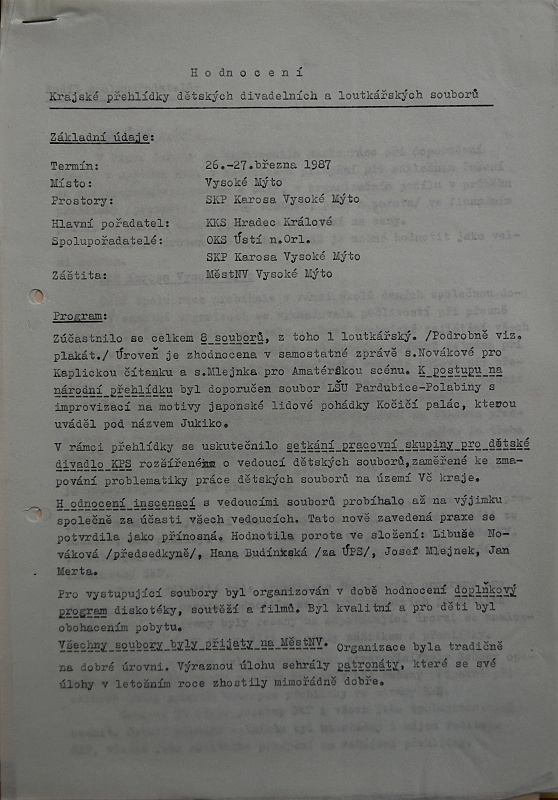 H o d n o c e n í
Krajské přehlídky dětských divadelních a loutkářských souborů
Základní údaje:
Termín: 26.-27.března 1987
Místo: Vysoké Mýto
Prostory: SKP Karosa Vysoké Mýto
Hlavní pořadatel: KKS Hradec Králové
Spolupořadatelé: OKS Ústí n.Orl.
SKP Karosa Vysoké Mýto
Záštita: MěstNV Vysoké Mýto
Program:
Zúčastnilo se celkem 8 souborů, z toho 1 loutkářský. /Podrobně viz.
plakát./ Úroveň je zhodnocena v samostatné zprávě s.Novákové pro
Kaplickou čítanku a s.Mlejnka pro Amatérskou scénu. K postupu na
národní přehlídku byl doporučen soubor LŠU Pardubice-Polabiny s
improvizací na motivy japonské lidové pohádky Kočičí palác, kterou
uváděl pod názvem Jukiko.
V rámci přehlídky se uskutečnilo setkání pracovní skupiny pro dětské
divadlo KPS rozšířené o vedoucí dětských souborů,zaměřené ke zma-
pování problematiky práce dětských souborů na území Vč kraje.
H odnocení inscenací s vedoucími souborů probíhalo až na výjimku
společně za účasti všech vedoucích. Tato nově zavedená praxe se
potvrdila jako přínosná. Hodnotila porota ve složení: Libuše No-
váková /předsedkyně/, Hana Budínská /za ÚPS/, Josef Mlejnek, Jan
Merta.
Pro vystupující soubory byl organizován v době hodnocení doplňkový
program diskotéky, soutěží a filmů. Byl kvalitní a pro děti byl
obohacením pobytu.
Všechny soubory byly přijaty na MěstNV. Organizace byla tradičně
na dobré úrovni. Výraznou úlohu sehrály patronáty, které se své
úlohy v letošním roce zhostily mimořádně dobře.